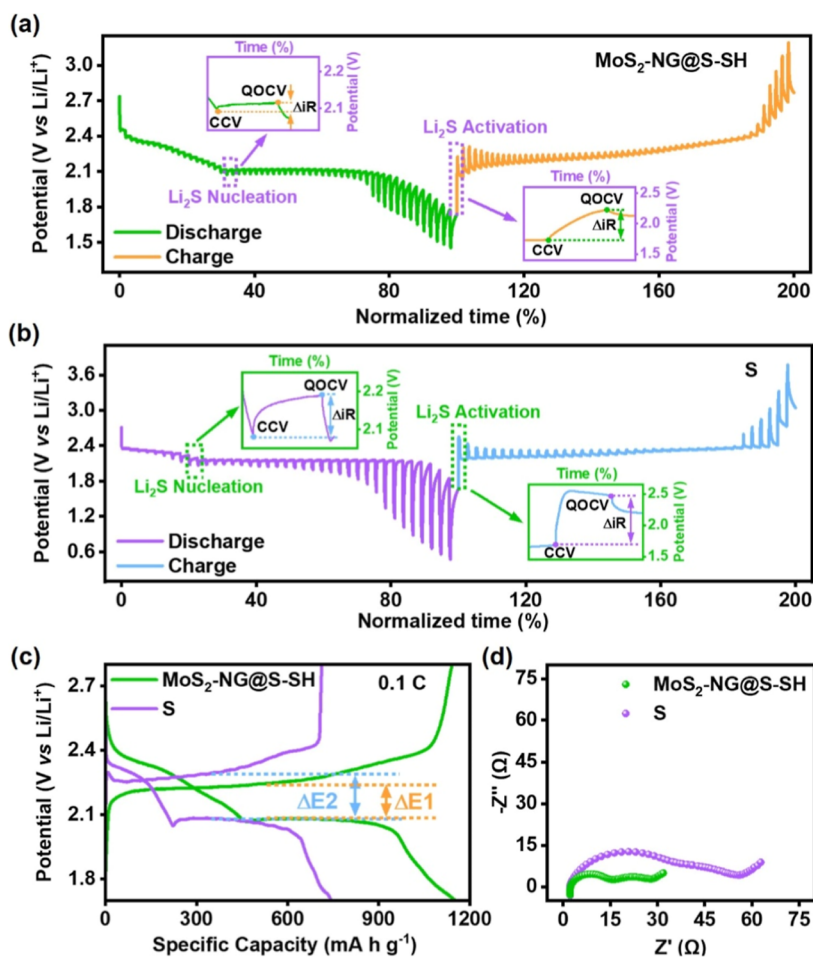 (a)
Time (%)
3.0
2.7
2.4
2.1
1.8
1.5
Potential (V vs Li/Li⁺)
QOCV
ΔiR
CCV
2.2
2.1
Potential (V)
MoS₂-NG@S-SH
Li₂S Activation
Li₂S Nucleation
Time (%)
QOCV
ΔiR
CCV
2.5
2.0
1.5
Potential (V)
Discharge
Charge
0 40 80 120 160 200
Normalized time (%)
(b)
Time (%)
3.6
3.0
2.4
1.8
1.2
0.6
Potential (V vs Li/Li⁺)
QOCV
CCV
ΔiR
2.2
2.1
Potential (V)
S
Li₂S Activation
Li₂S Nucleation
Time (%)
QOCV
ΔiR
CCV
2.5
2.0
1.5
Potential (V)
Discharge
Charge
0 40 80 120 160 200
Normalized time (%)
(c)
2.7
2.4
2.1
1.8
Potential (V vs Li/Li⁺)
MoS₂-NG@S-SH
S
0.1 C
ΔE2
ΔE1
0 300 600 900 1200
Specific Capacity (mA h g⁻¹)
(d)
75
60
45
30
15
0
-Z'' (Ω)
MoS₂-NG@S-SH
S
0 15 30 45 60 75
Z' (Ω)